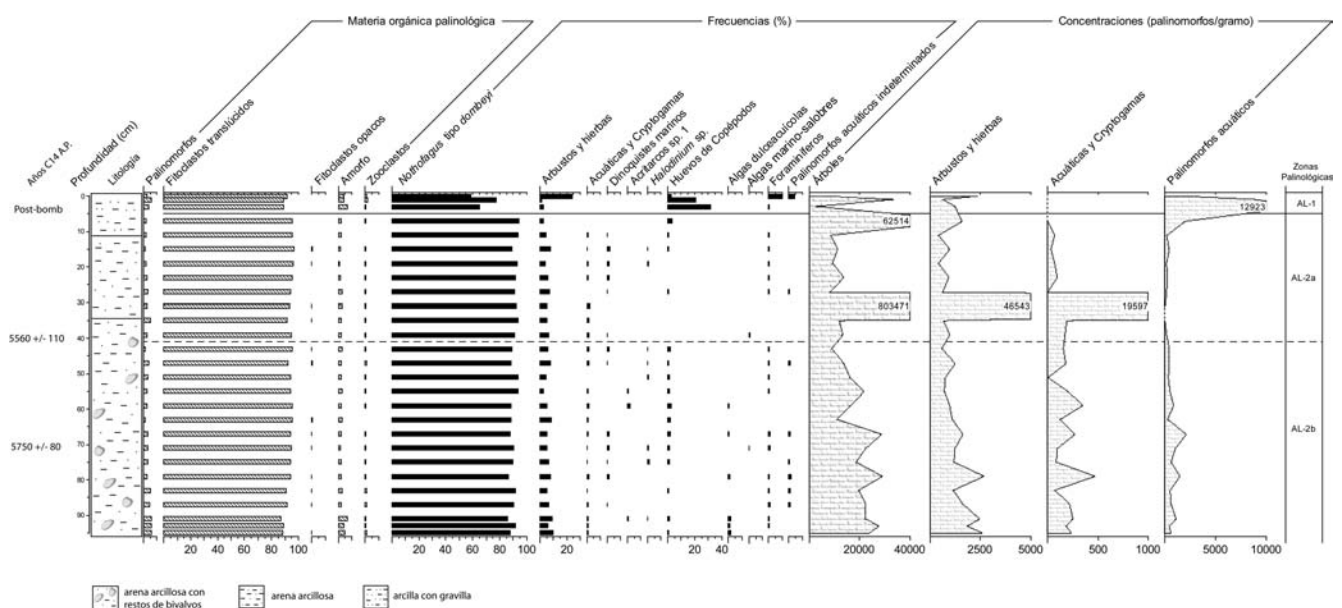 Materia orgánica palinológica
Frecuencias (%)
Concentraciones (palinomorfos/gramo)
Años C14 A.P.
Profundidad (cm)
Litología
Palinomorfos
Fitoclastos translúcidos
Fitoclastos opacos
Amorfo
Zooclastos
Nothofagus tipo dombeyi
Arbustos y hierbas
Acuáticas y Cryptogamas
Dinoquistes marinos
Acritarcos sp. 1
Halodinium sp.
Huevos de Copépodos
Algas dulceacuícolas
Algas marino-salobres
Foraminíferos
Palinomorfos acuáticos indeterminados
Árboles
Arbustos y hierbas
Acuáticas y Cryptogamas
Palinomorfos acuáticos
Zonas
Palinológicas
Post-bomb
5560 +/- 110
5750 +/- 80
0
10
20
30
40
50
60
70
80
90
62514
803471
46543
19597
12923
AL-1
AL-2a
AL-2b
20 40 60 80 100
20 40 60 80 100
20
20 40
20000 40000
2500 5000
500 1000
5000 10000
arena arcillosa con
restos de bivalvos
arena arcillosa
arcilla con gravilla